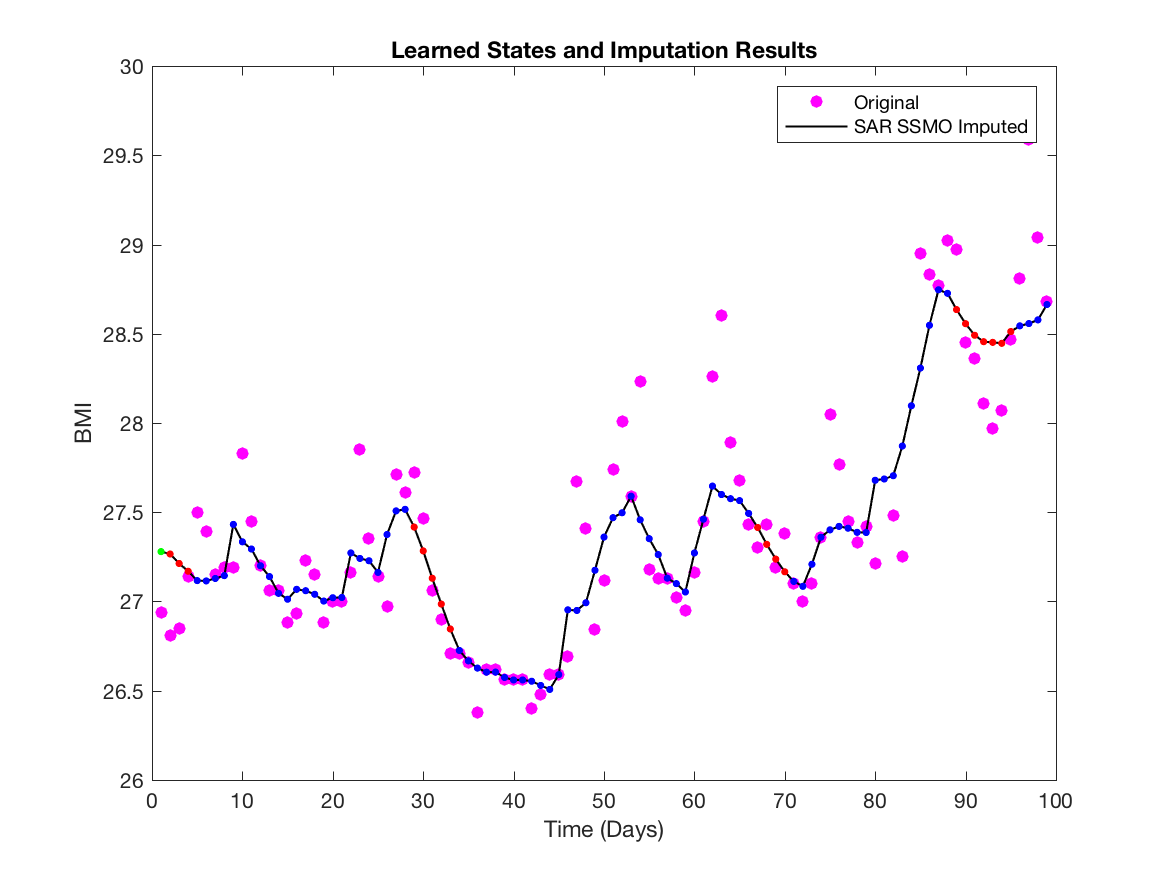 Learned States and Imputation Results
Original
SAR SSMO Imputed
30
29.5
29
28.5
28
27.5
27
26.5
26
BMI
0 10 20 30 40 50 60 70 80 90 100
Time (Days)